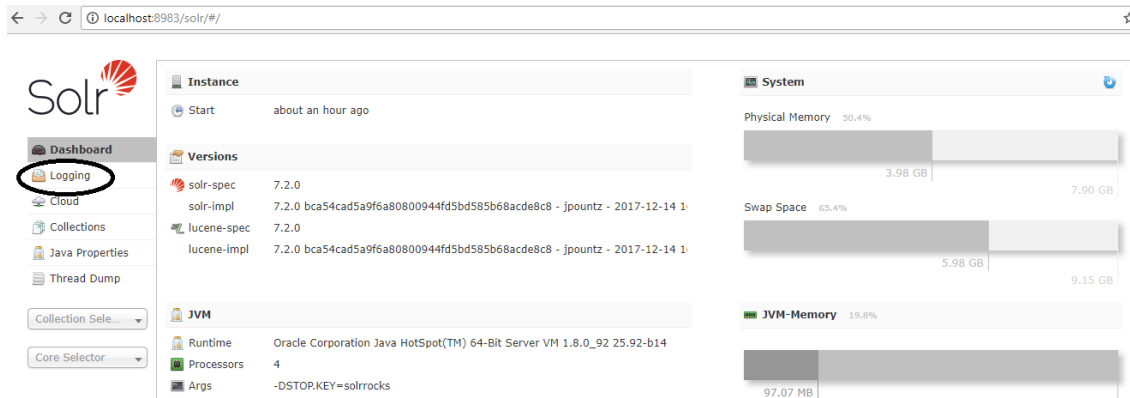 localhost:8983/solr/#/
Solr
Dashboard
Logging
Cloud
Collections
Java Properties
Thread Dump
Collection Sele...
Core Selector
Instance
Start about an hour ago
Versions
solr-spec 7.2.0
solr-impl 7.2.0 bca54cad5a9f6a80800944fd5bd585b68acde8c8 - jpountz - 2017-12-14 1
lucene-spec 7.2.0
lucene-impl 7.2.0 bca54cad5a9f6a80800944fd5bd585b68acde8c8 - jpountz - 2017-12-14 1
JVM
Runtime Oracle Corporation Java HotSpot(TM) 64-Bit Server VM 1.8.0_92 25.92-b14
Processors 4
Args -DSTOP.KEY=solrrocks
System
Physical Memory 50.4%
3.98 GB
7.90 GB
Swap Space 65.4%
5.98 GB
9.15 GB
JVM-Memory 19.8%
97.07 MB